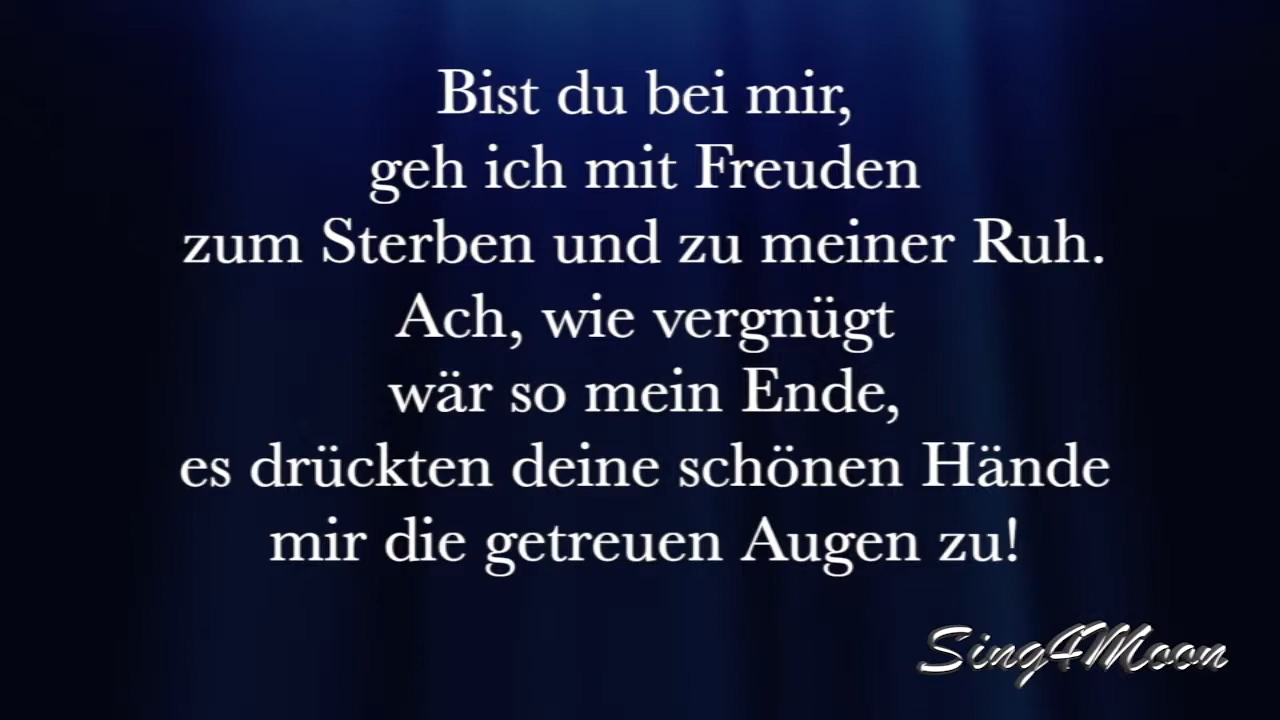 Bist du bei mir,
geh ich mit Freuden
zum Sterben und zu meiner Ruh.
Ach, wie vergnügt
wär so mein Ende,
es drückten deine schönen Hände
mir die getreuen Augen zu!
Sing4Moon